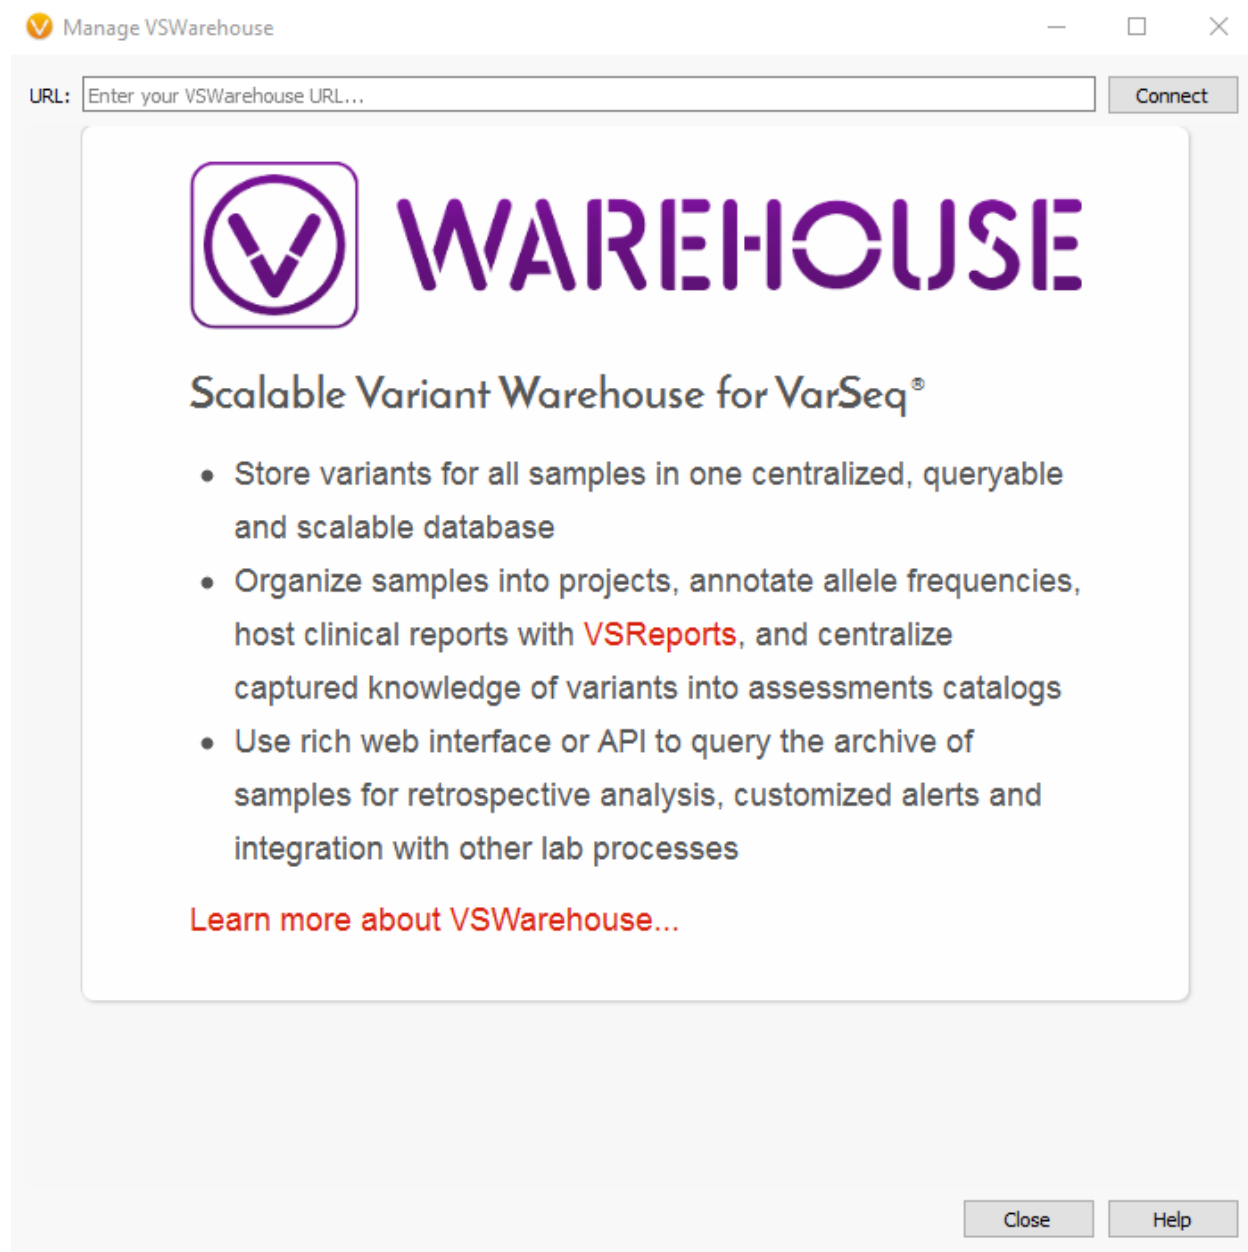 Manage VSWarehouse
URL: Enter your VSWarehouse URL... Connect
V WAREHOUSE
Scalable Variant Warehouse for VarSeq®
• Store variants for all samples in one centralized, queryable
and scalable database
• Organize samples into projects, annotate allele frequencies,
host clinical reports with VSReports, and centralize
captured knowledge of variants into assessments catalogs
• Use rich web interface or API to query the archive of
samples for retrospective analysis, customized alerts and
integration with other lab processes
Learn more about VSWarehouse...
Close Help